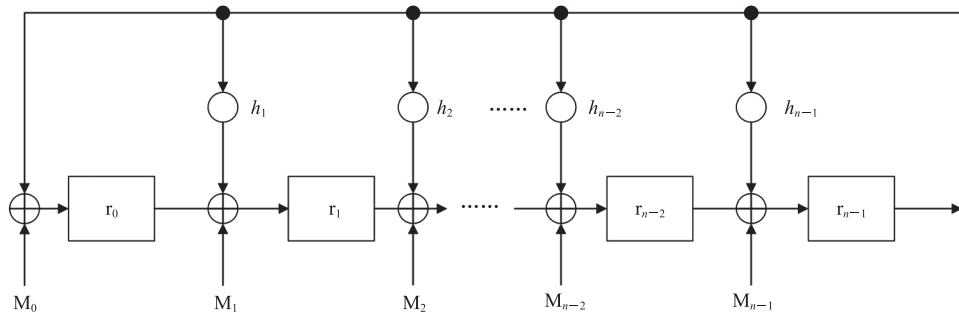 h₁ h₂ ...... hₙ₋₂ hₙ₋₁
r₀ r₁ ...... rₙ₋₂ rₙ₋₁
M₀ M₁ M₂ Mₙ₋₂ Mₙ₋₁